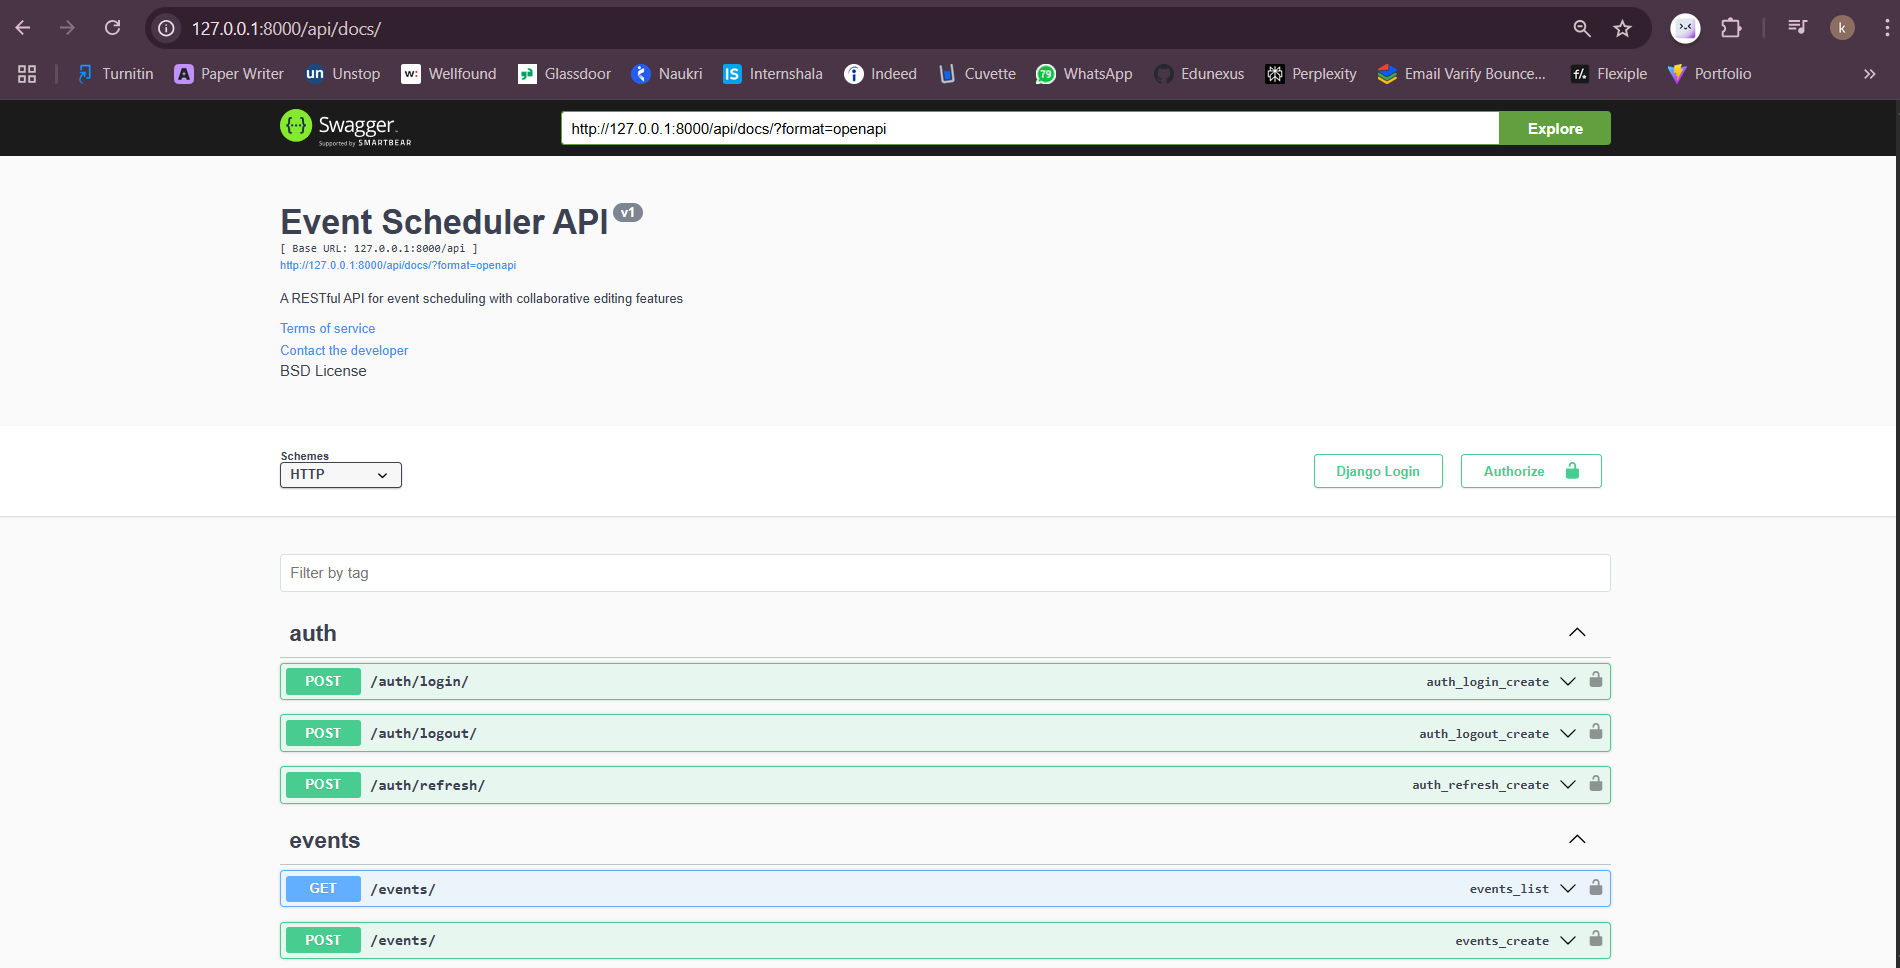 127.0.0.1:8000/api/docs/
k
Turnitin
A Paper Writer
un Unstop
w: Wellfound
Glassdoor
Naukri
IS Internshala
Indeed
Cuvette
79 WhatsApp
Edunexus
Perplexity
Email Varify Bounce...
f/. Flexiple
Portfolio
{···} Swagger
Supported by SMARTBEAR
http://127.0.0.1:8000/api/docs/?format=openapi
Explore
Event Scheduler API v1
[ Base URL: 127.0.0.1:8000/api ]
http://127.0.0.1:8000/api/docs/?format=openapi
A RESTful API for event scheduling with collaborative editing features
Terms of service
Contact the developer
BSD License
Schemes
HTTP
Django Login
Authorize
Filter by tag
auth
POST /auth/login/ auth_login_create
POST /auth/logout/ auth_logout_create
POST /auth/refresh/ auth_refresh_create
events
GET /events/ events_list
POST /events/ events_create